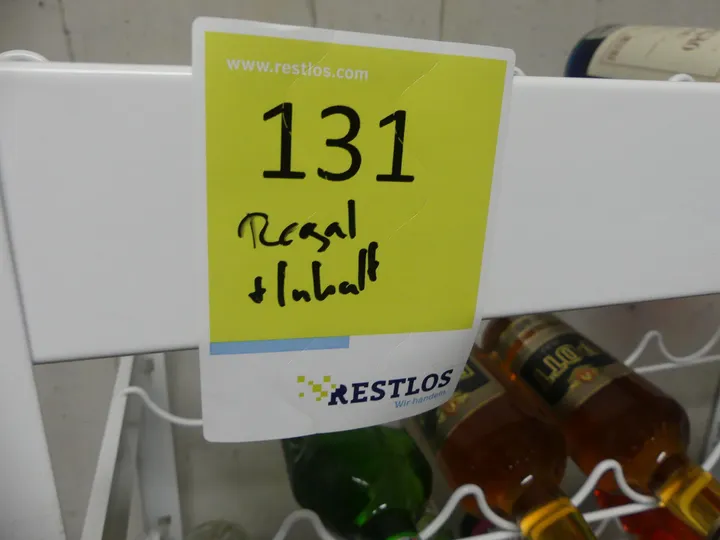 www.restlos.com
131
Regal
+ Inhalt
RESTLOS
Wir handeln.